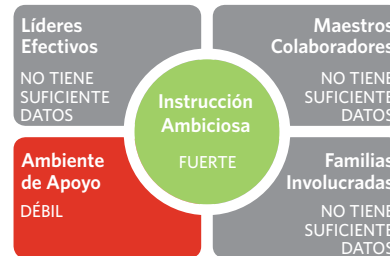 Líderes
Efectivos
NO TIENE
SUFICIENTE
DATOS
Maestros
Colaboradores
NO TIENE
SUFICIENTE
DATOS
Instrucción
Ambiciosa
FUERTE
Ambiente
de Apoyo
DÉBIL
Familias
Involucradas
NO TIENE
SUFICIENTE
DATOS